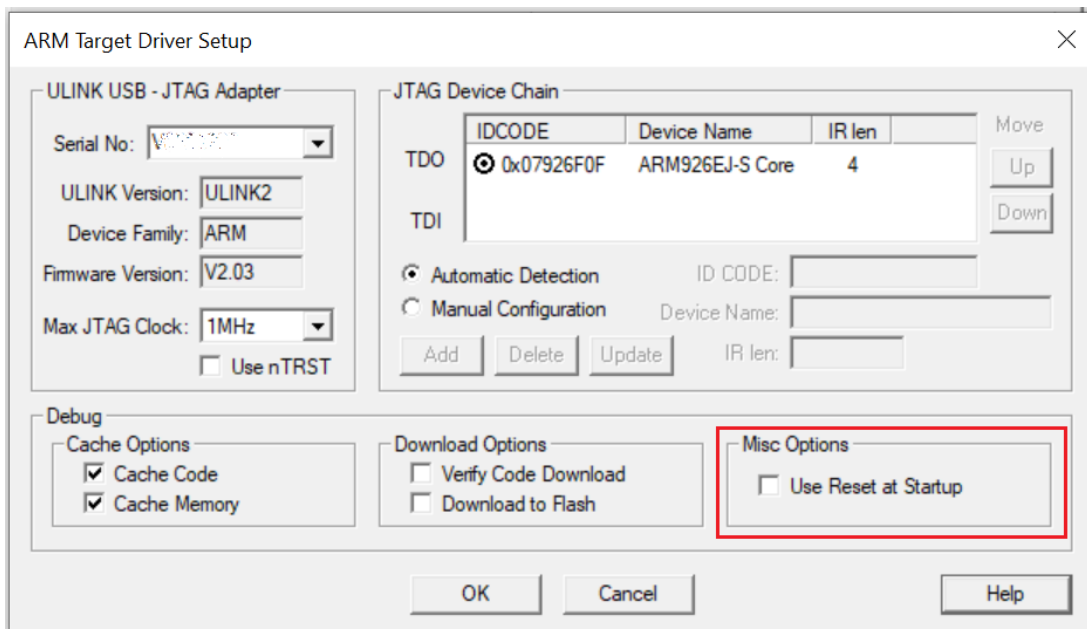 ARM Target Driver Setup
ULINK USB - JTAG Adapter
Serial No:
ULINK Version: ULINK2
Device Family: ARM
Firmware Version: V2.03
Max JTAG Clock: 1MHz
Use nTRST
JTAG Device Chain
IDCODE Device Name IR len
TDO 0x07926F0F ARM926EJ-S Core 4
TDI
Move
Up
Down
Automatic Detection
Manual Configuration
ID CODE:
Device Name:
IR len:
Add Delete Update
Debug
Cache Options
Cache Code
Cache Memory
Download Options
Verify Code Download
Download to Flash
Misc Options
Use Reset at Startup
OK Cancel Help